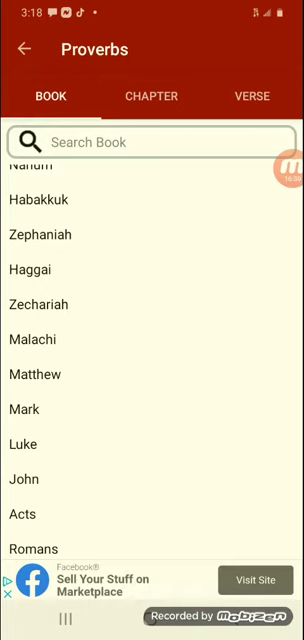 3:18
Proverbs
BOOK CHAPTER VERSE
Search Book
Nahum
Habakkuk
Zephaniah
Haggai
Zechariah
Malachi
Matthew
Mark
Luke
John
Acts
Romans
Facebook®
Sell Your Stuff on
Marketplace
Visit Site
Recorded by Mobizen